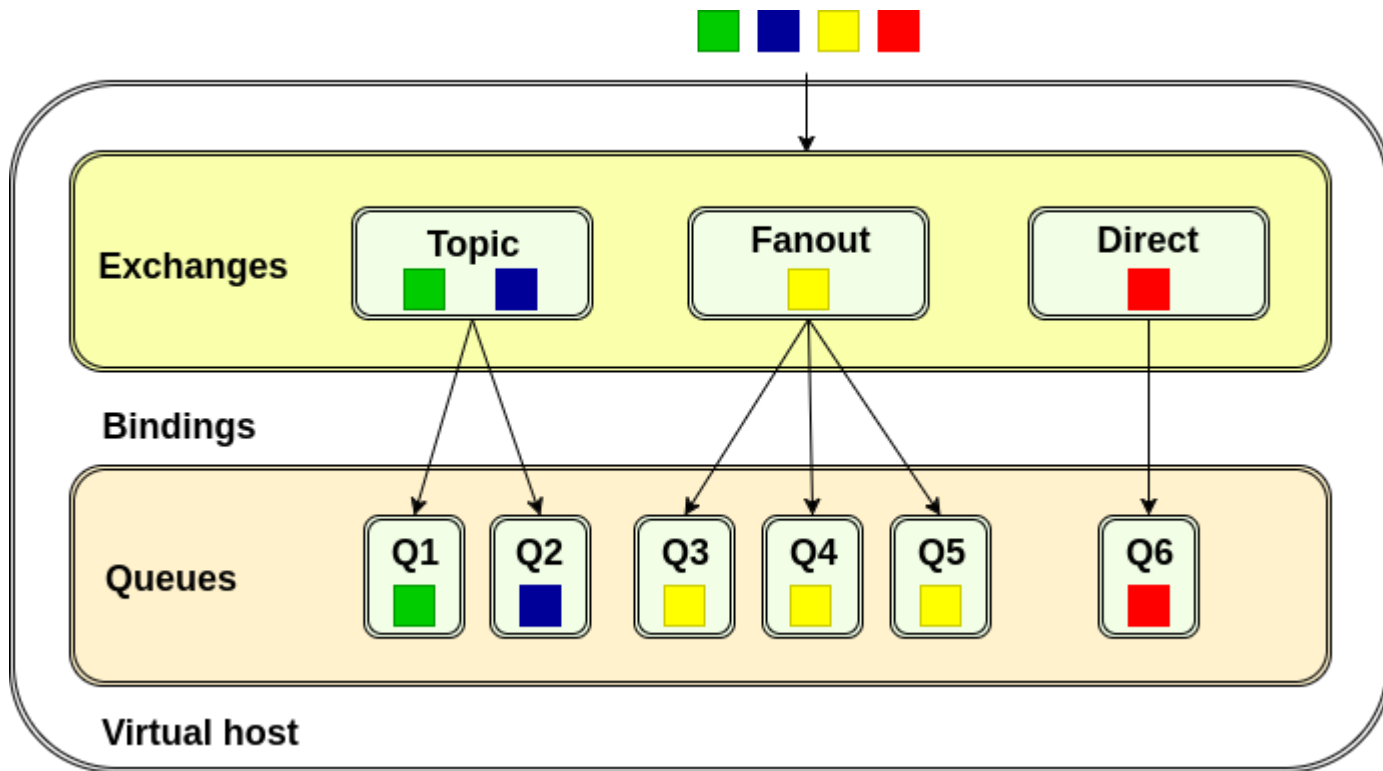 Exchanges
Topic
Fanout
Direct
Bindings
Queues
Q1
Q2
Q3
Q4
Q5
Q6
Virtual host